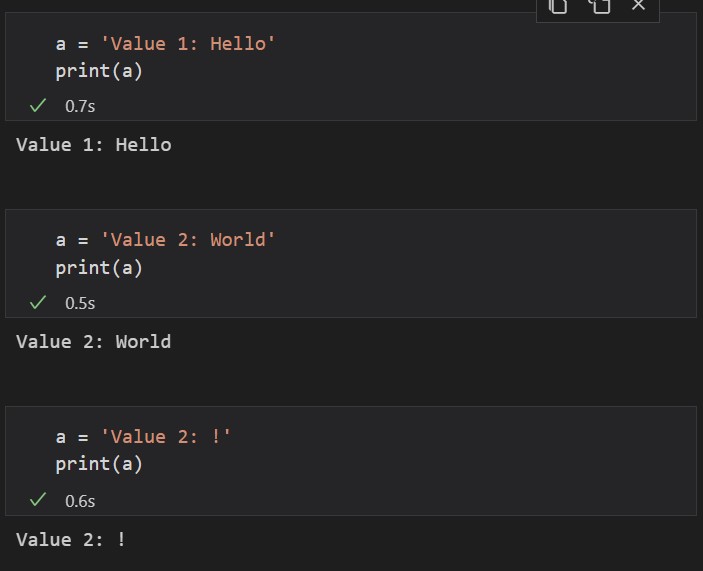 a = 'Value 1: Hello'
print(a)
0.7s
Value 1: Hello
a = 'Value 2: World'
print(a)
0.5s
Value 2: World
a = 'Value 2: !'
print(a)
0.6s
Value 2: !